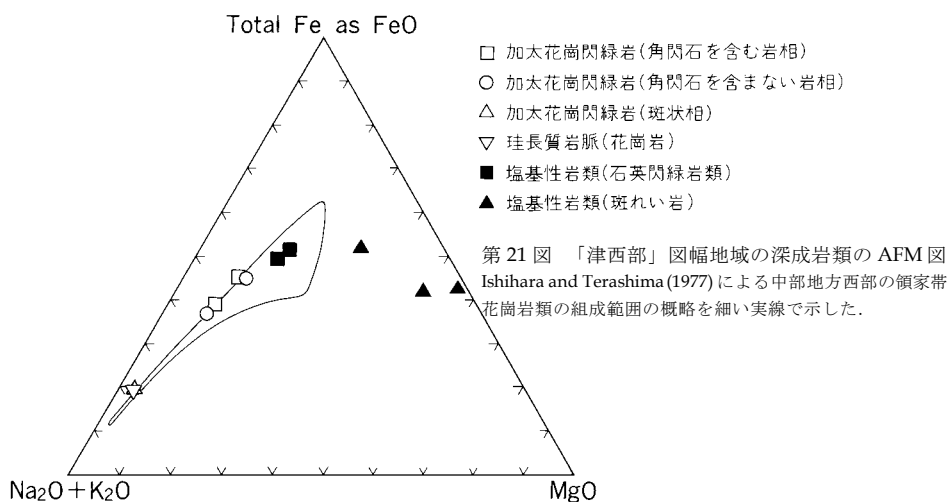 Total Fe as FeO
□ 加太花崗閃緑岩(角閃石を含む岩相)
○ 加太花崗閃緑岩(角閃石を含まない岩相)
△ 加太花崗閃緑岩(斑状相)
▽ 珪長質岩脈(花崗岩)
■ 塩基性岩類(石英閃緑岩類)
▲ 塩基性岩類(斑れい岩)
第 21 図 「津西部」図幅地域の深成岩類の AFM 図
Ishihara and Terashima (1977) による中部地方西部の領家帯
花崗岩類の組成範囲の概略を細い実線で示した.
Na2O+K2O
MgO